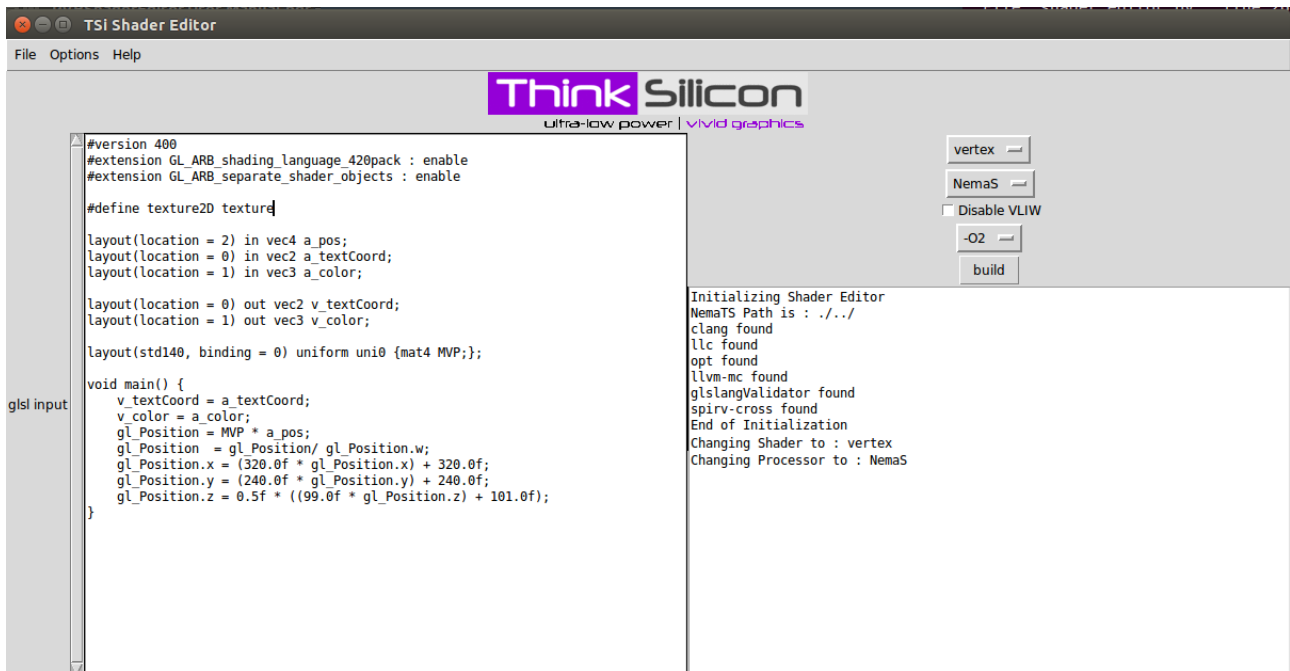 TSi Shader Editor
File Options Help
Think Silicon
ultra-low power | vivid graphics
glsl input
#version 400
#extension GL_ARB_shading_language_420pack : enable
#extension GL_ARB_separate_shader_objects : enable
#define texture2D texture
layout(location = 2) in vec4 a_pos;
layout(location = 0) in vec2 a_textCoord;
layout(location = 1) in vec3 a_color;
layout(location = 0) out vec2 v_textCoord;
layout(location = 1) out vec3 v_color;
layout(std140, binding = 0) uniform uni0 {mat4 MVP;};
void main() {
    v_textCoord = a_textCoord;
    v_color = a_color;
    gl_Position = MVP * a_pos;
    gl_Position  = gl_Position/ gl_Position.w;
    gl_Position.x = (320.0f * gl_Position.x) + 320.0f;
    gl_Position.y = (240.0f * gl_Position.y) + 240.0f;
    gl_Position.z = 0.5f * ((99.0f * gl_Position.z) + 101.0f);
}
vertex
NemaS
Disable VLIW
-O2
build
Initializing Shader Editor
NemaTS Path is : ./../
clang found
llc found
opt found
llvm-mc found
glslangValidator found
spirv-cross found
End of Initialization
Changing Shader to : vertex
Changing Processor to : NemaS